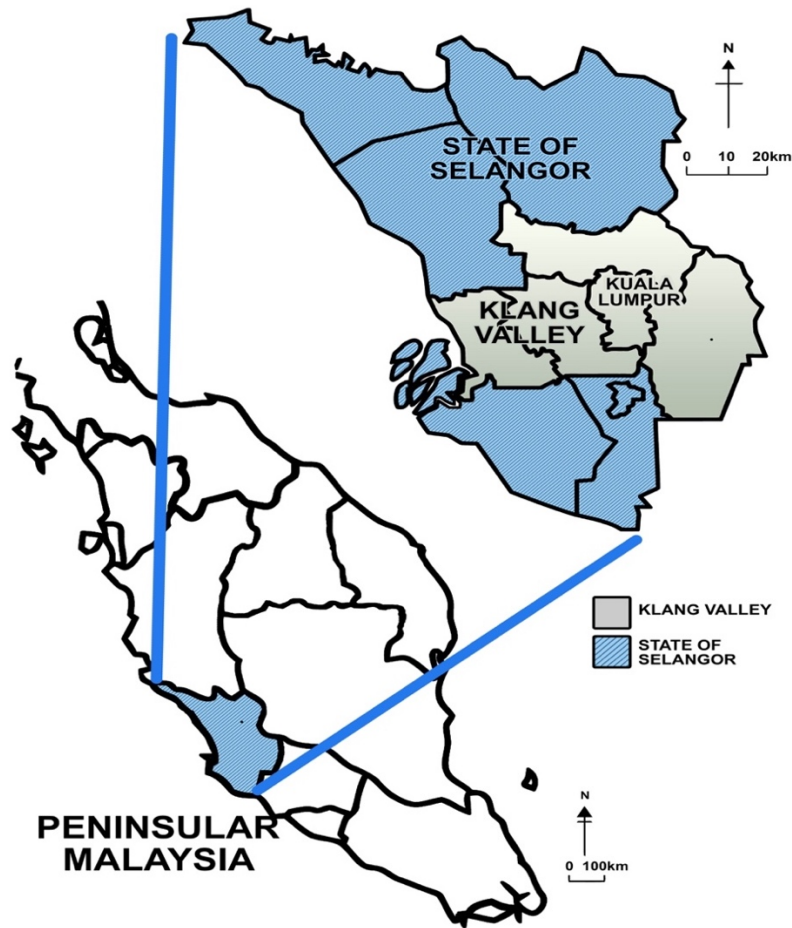 N
0 10 20km
STATE OF
SELANGOR
KUALA
LUMPUR
KLANG
VALLEY
KLANG VALLEY
STATE OF
SELANGOR
PENINSULAR
MALAYSIA
N
0 100km